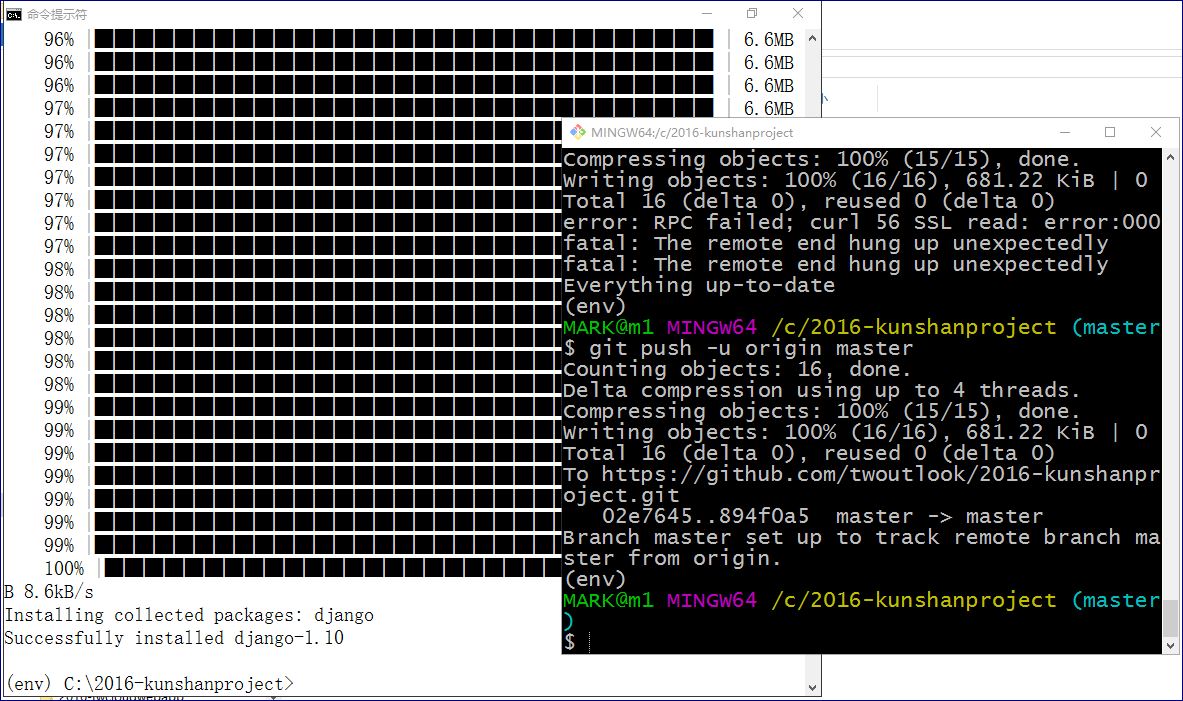 命令提示符
96% 6.6MB
96% 6.6MB
96% 6.6MB
97% 6.6MB
97%
97%
97%
97%
97%
97%
98%
98%
98%
98%
98%
98%
99%
99%
99%
99%
99%
99%
99%
100%
B 8.6kB/s
Installing collected packages: django
Successfully installed django-1.10
(env) C:\2016-kunshanproject>
MINGW64:/c/2016-kunshanproject
Compressing objects: 100% (15/15), done.
Writing objects: 100% (16/16), 681.22 KiB | 0
Total 16 (delta 0), reused 0 (delta 0)
error: RPC failed; curl 56 SSL read: error:000
fatal: The remote end hung up unexpectedly
fatal: The remote end hung up unexpectedly
Everything up-to-date
(env)
MARK@m1 MINGW64 /c/2016-kunshanproject (master
$ git push -u origin master
Counting objects: 16, done.
Delta compression using up to 4 threads.
Compressing objects: 100% (15/15), done.
Writing objects: 100% (16/16), 681.22 KiB | 0
Total 16 (delta 0), reused 0 (delta 0)
To https://github.com/twoutlook/2016-kunshanpr
oject.git
02e7645..894f0a5 master -> master
Branch master set up to track remote branch ma
ster from origin.
(env)
MARK@m1 MINGW64 /c/2016-kunshanproject (master
)
$